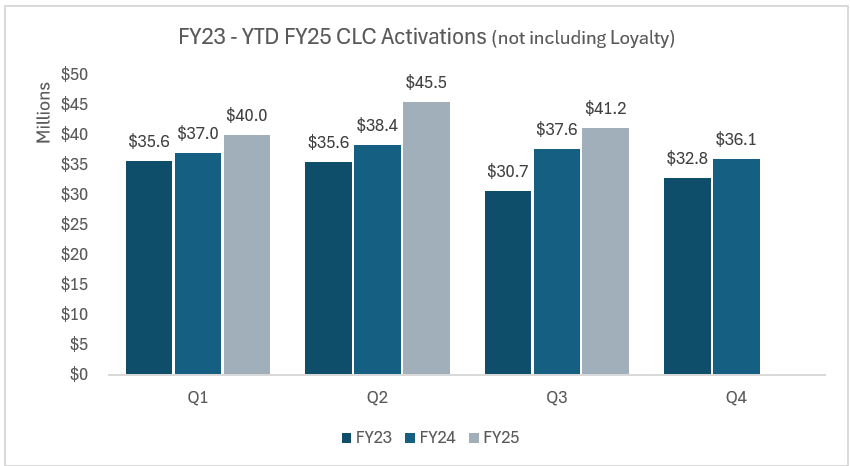 FY23 - YTD FY25 CLC Activations (not including Loyalty)
Millions
$50
$45
$40
$35
$30
$25
$20
$15
$10
$5
$0
$35.6 $37.0 $40.0
$35.6 $38.4 $45.5
$30.7 $37.6 $41.2
$32.8 $36.1
Q1 Q2 Q3 Q4
FY23 FY24 FY25